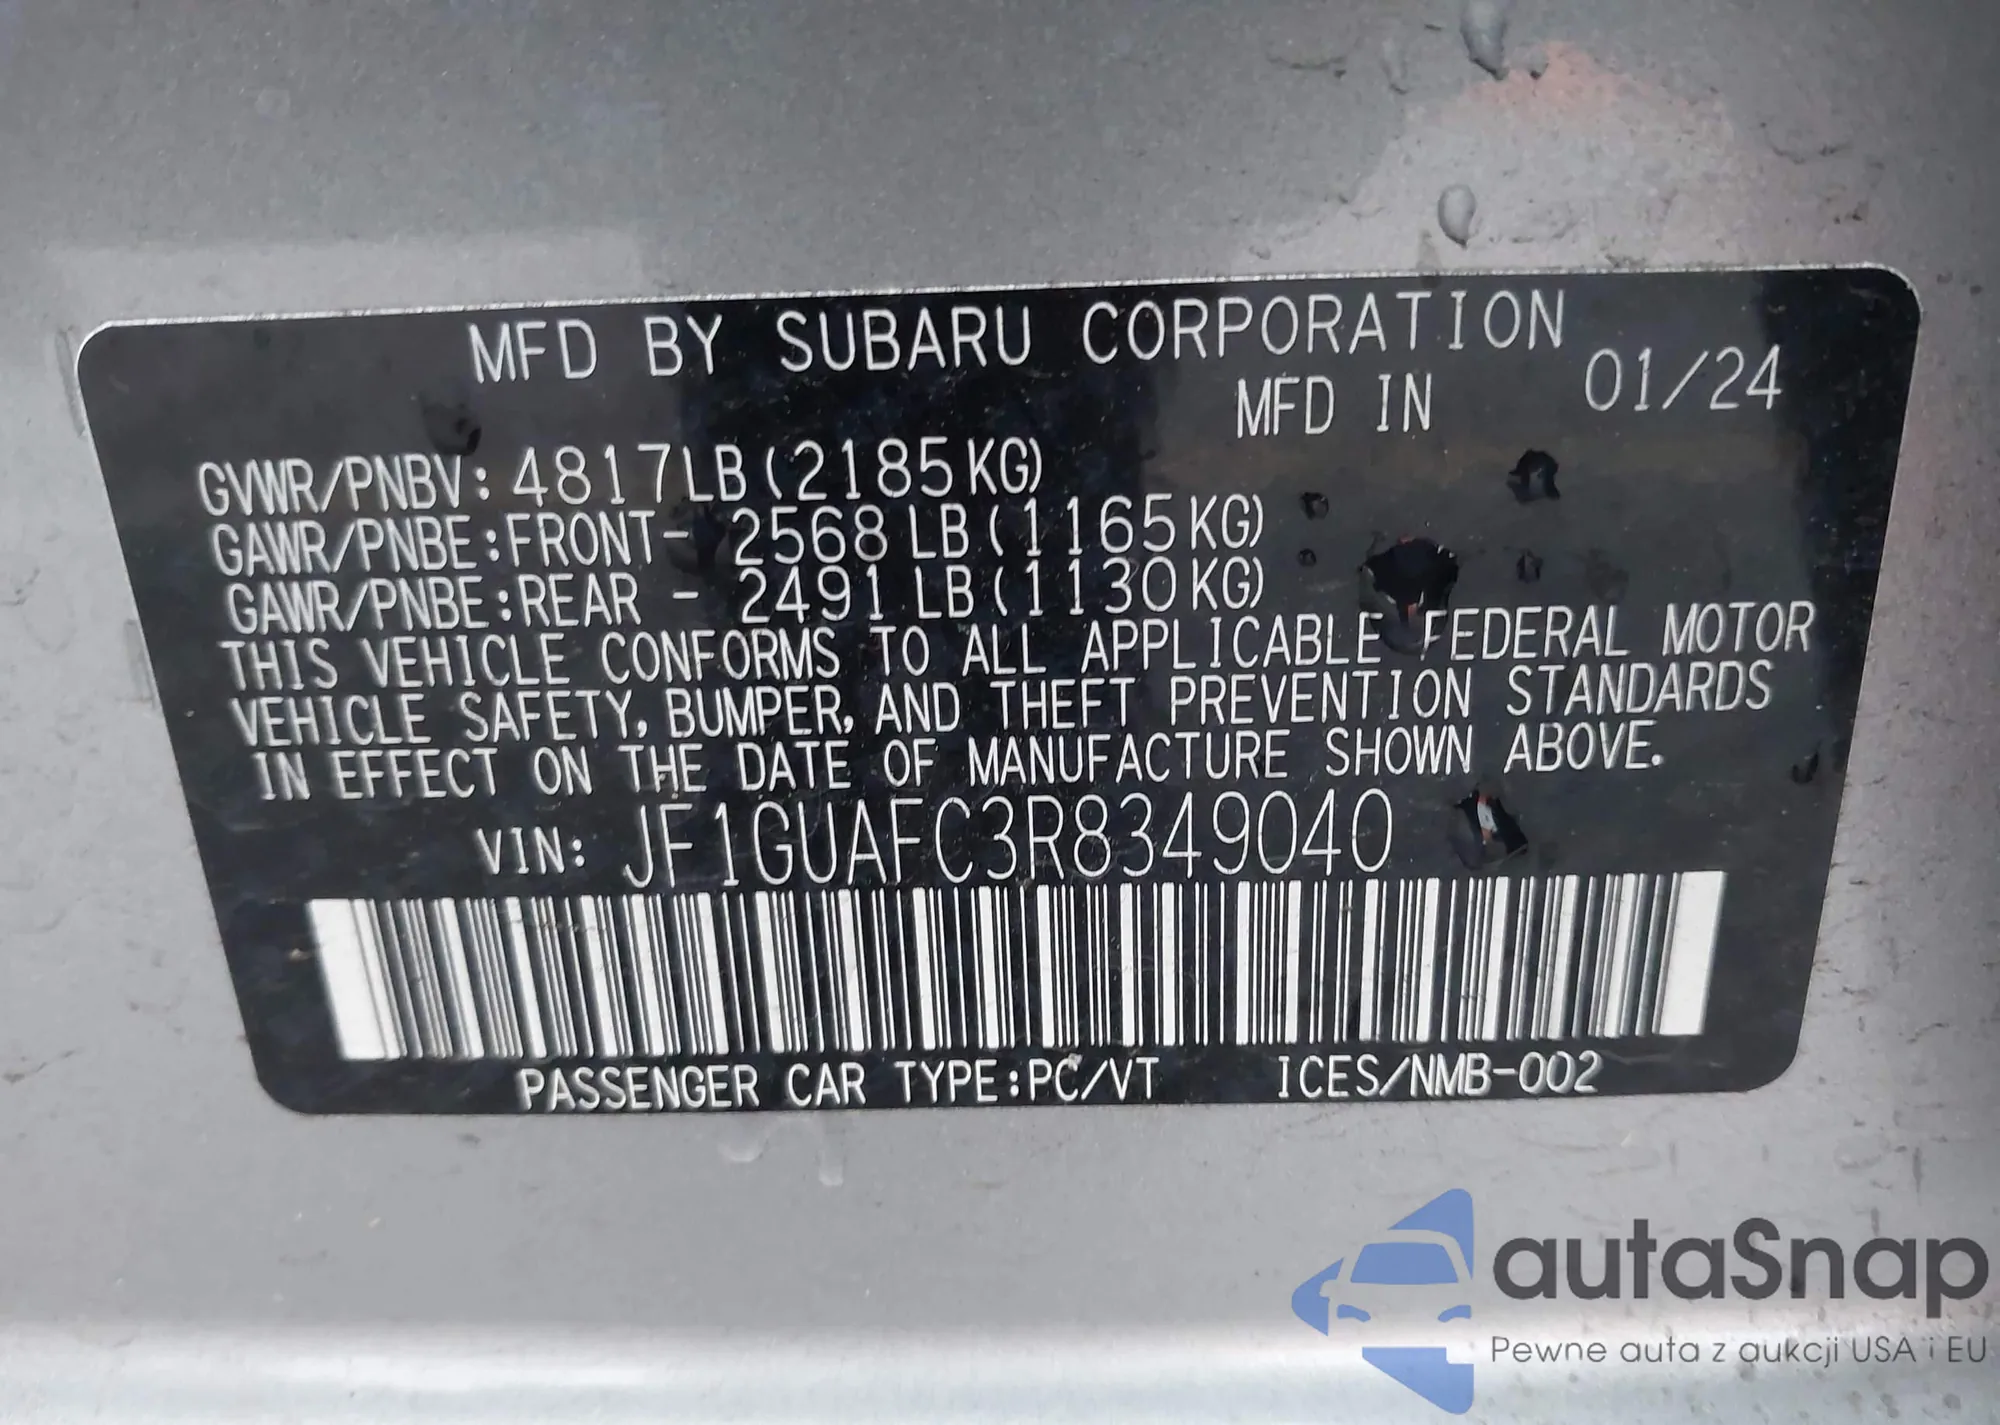 MFD BY SUBARU CORPORATION
MFD IN 01/24
GVWR/PNBV: 4817LB(2185KG)
GAWR/PNBE:FRONT- 2568 LB(1165KG)
GAWR/PNBE:REAR - 2491 LB(1130KG)
THIS VEHICLE CONFORMS TO ALL APPLICABLE FEDERAL MOTOR
VEHICLE SAFETY, BUMPER, AND THEFT PREVENTION STANDARDS
IN EFFECT ON THE DATE OF MANUFACTURE SHOWN ABOVE.
VIN: JF1GUAFC3R8349040
PASSENGER CAR TYPE:PC/VT ICES/NMB-002
autaSnap
Pewne auta z aukcji USA i EU